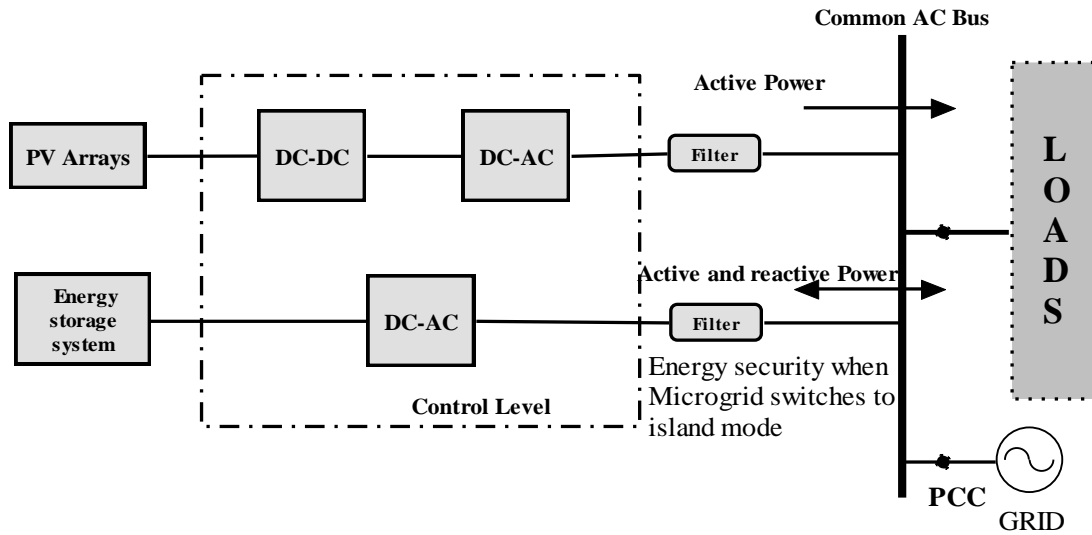 Common AC Bus
Active Power
PV Arrays
DC-DC
DC-AC
Filter
LOADS
Active and reactive Power
Energy
storage
system
DC-AC
Filter
Energy security when
Microgrid switches to
island mode
Control Level
PCC
GRID